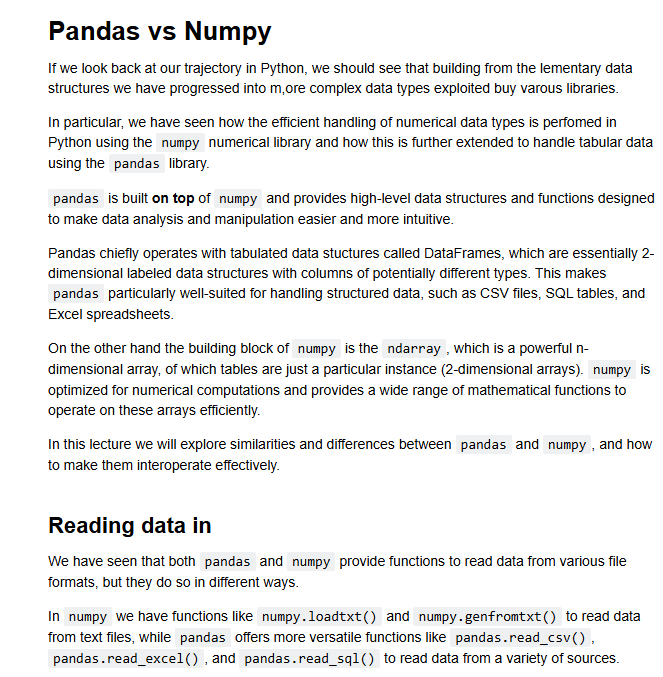 Pandas vs Numpy
If we look back at our trajectory in Python, we should see that building from the lementary data
structures we have progressed into m,ore complex data types exploited buy varous libraries.
In particular, we have seen how the efficient handling of numerical data types is perfomed in
Python using the numpy numerical library and how this is further extended to handle tabular data
using the pandas library.
pandas is built on top of numpy and provides high-level data structures and functions designed
to make data analysis and manipulation easier and more intuitive.
Pandas chiefly operates with tabulated data stuctures called DataFrames, which are essentially 2-
dimensional labeled data structures with columns of potentially different types. This makes
pandas particularly well-suited for handling structured data, such as CSV files, SQL tables, and
Excel spreadsheets.
On the other hand the building block of numpy is the ndarray , which is a powerful n-
dimensional array, of which tables are just a particular instance (2-dimensional arrays). numpy is
optimized for numerical computations and provides a wide range of mathematical functions to
operate on these arrays efficiently.
In this lecture we will explore similarities and differences between pandas and numpy , and how
to make them interoperate effectively.
Reading data in
We have seen that both pandas and numpy provide functions to read data from various file
formats, but they do so in different ways.
In numpy we have functions like numpy.loadtxt() and numpy.genfromtxt() to read data
from text files, while pandas offers more versatile functions like pandas.read_csv() ,
pandas.read_excel() , and pandas.read_sql() to read data from a variety of sources.